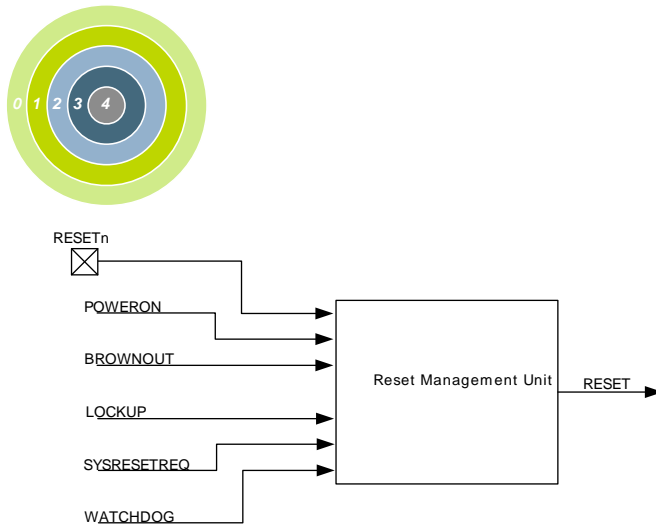 0 1 2 3 4
RESETn
POWERON
BROWNOUT
LOCKUP
SYSRESETREQ
WATCHDOG
Reset Management Unit
RESET